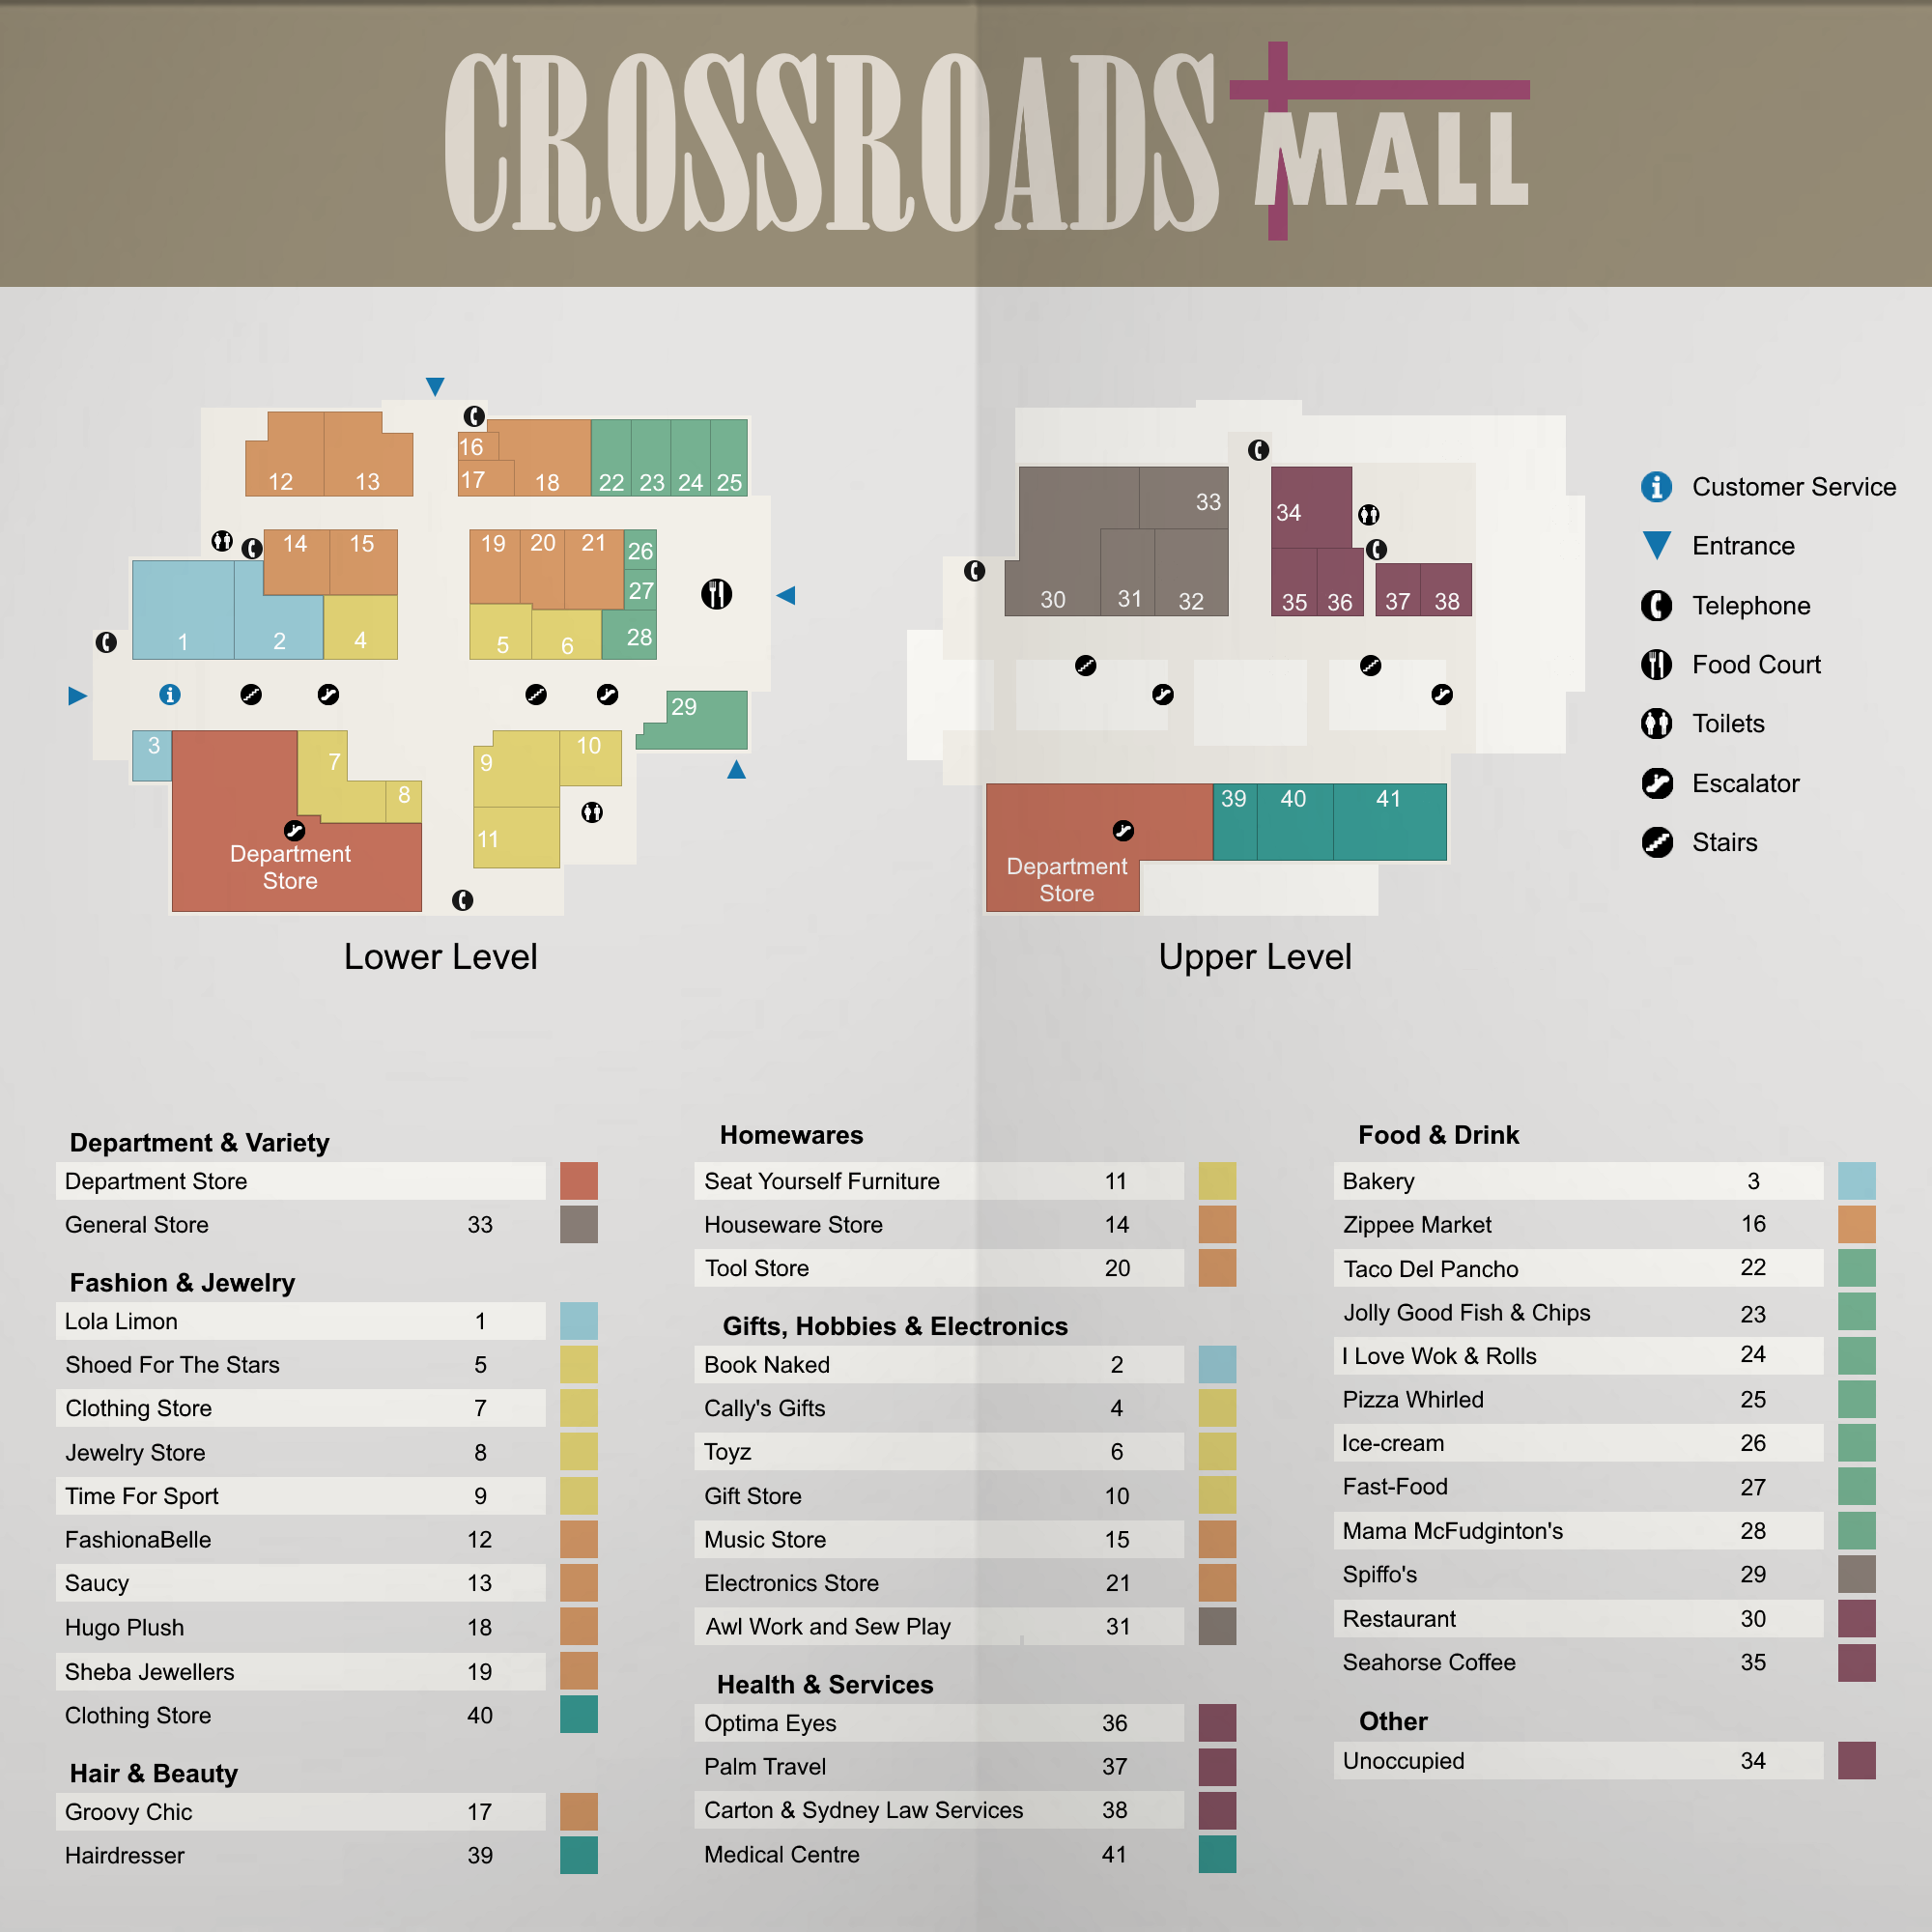 CROSSROADS MALL
12 13 16 17 18 22 23 24 25
14 15 19 20 21 26 27 28
1 2 4 5 6
3 7 8 9 10 11 29
Department
Store
Lower Level
33 34
30 31 32 35 36 37 38
39 40 41
Department
Store
Upper Level
Customer Service
Entrance
Telephone
Food Court
Toilets
Escalator
Stairs
Department & Variety
Department Store
General Store 33
Fashion & Jewelry
Lola Limon 1
Shoed For The Stars 5
Clothing Store 7
Jewelry Store 8
Time For Sport 9
FashionaBelle 12
Saucy 13
Hugo Plush 18
Sheba Jewellers 19
Clothing Store 40
Hair & Beauty
Groovy Chic 17
Hairdresser 39
Homewares
Seat Yourself Furniture 11
Houseware Store 14
Tool Store 20
Gifts, Hobbies & Electronics
Book Naked 2
Cally's Gifts 4
Toyz 6
Gift Store 10
Music Store 15
Electronics Store 21
Awl Work and Sew Play 31
Health & Services
Optima Eyes 36
Palm Travel 37
Carton & Sydney Law Services 38
Medical Centre 41
Food & Drink
Bakery 3
Zippee Market 16
Taco Del Pancho 22
Jolly Good Fish & Chips 23
I Love Wok & Rolls 24
Pizza Whirled 25
Ice-cream 26
Fast-Food 27
Mama McFudginton's 28
Spiffo's 29
Restaurant 30
Seahorse Coffee 35
Other
Unoccupied 34